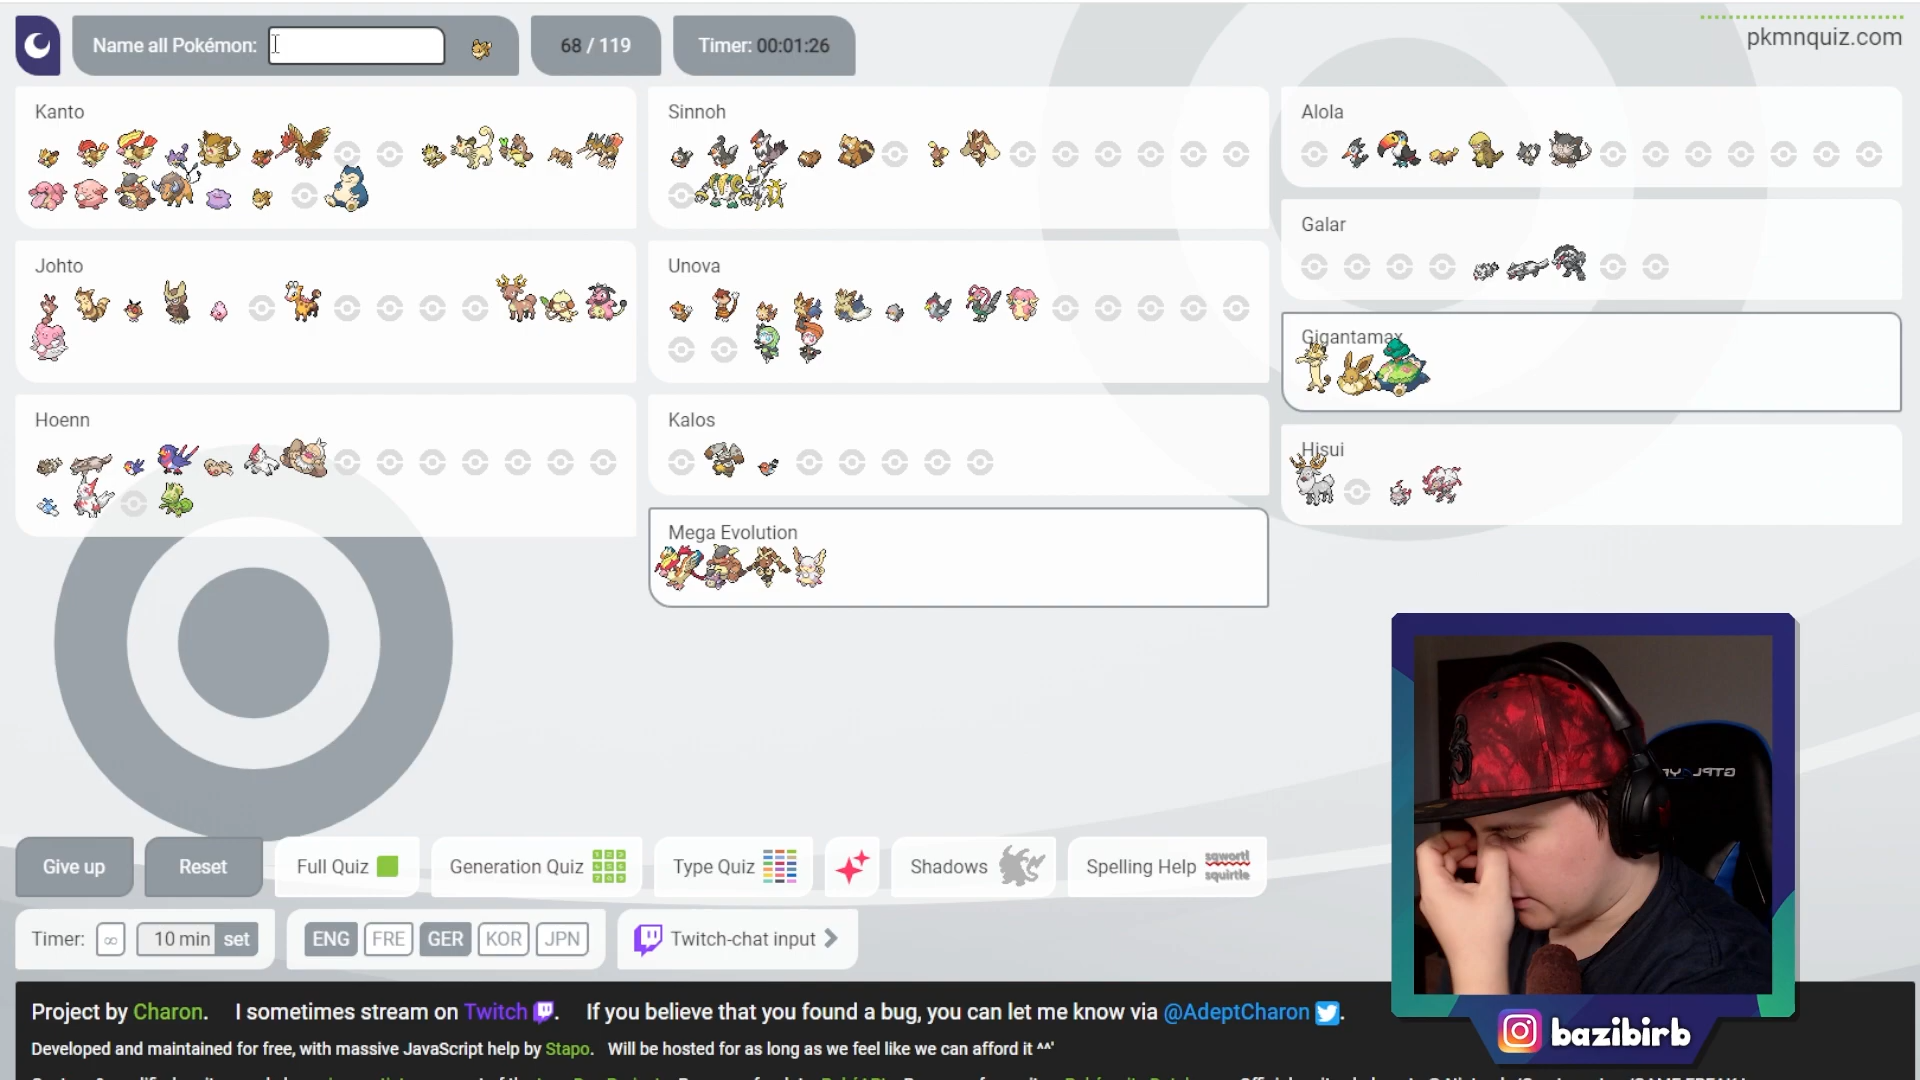 Name all Pokémon:
68 / 119
Timer: 00:01:26
pkmnquiz.com
Kanto
Sinnoh
Alola
Galar
Johto
Unova
Gigantamax
Hoenn
Kalos
Hisui
Mega Evolution
Give up
Reset
Full Quiz
Generation Quiz
Type Quiz
Shadows
Spelling Help
sqwortl
squirtle
Timer: ∞ 10 min set
ENG FRE GER KOR JPN
Twitch-chat input
Project by Charon. I sometimes stream on Twitch. If you believe that you found a bug, you can let me know via @AdeptCharon.
Developed and maintained for free, with massive JavaScript help by Stapo. Will be hosted for as long as we feel like we can afford it ^^'
bazibirb